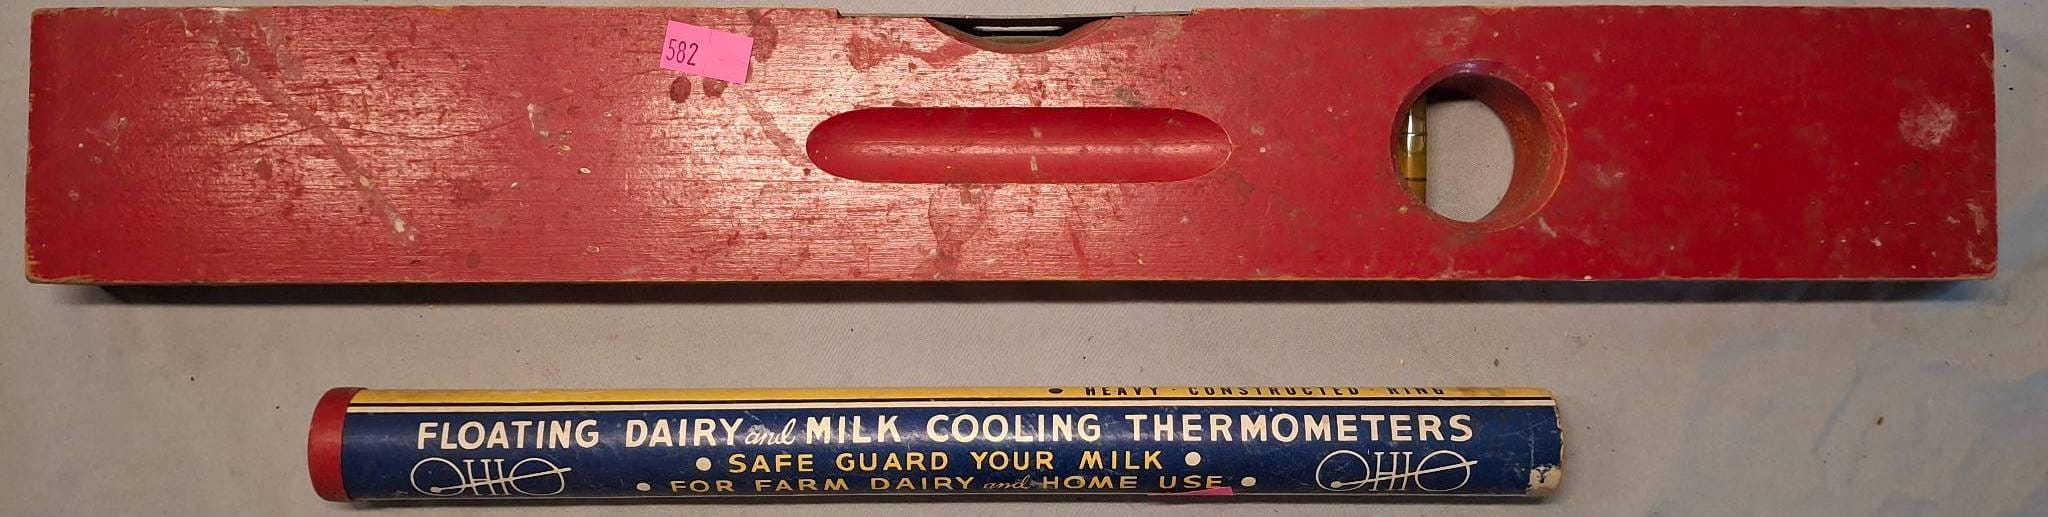 582
• HEAVY · CONSTRUCTED · RING
FLOATING DAIRY and MILK COOLING THERMOMETERS
• SAFE GUARD YOUR MILK •
OHIO OHIO
• FOR FARM DAIRY and HOME USE •